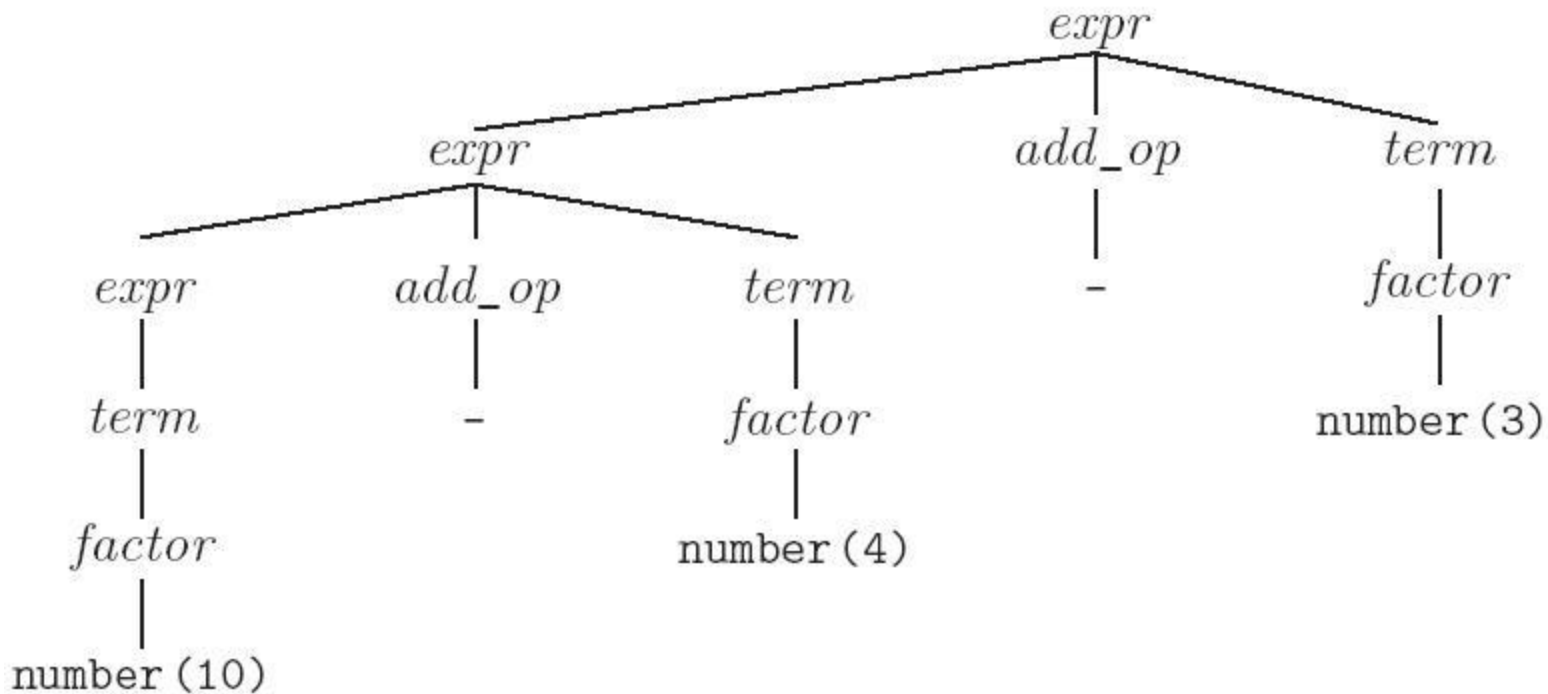 expr
expr add_op term
expr add_op term - factor
term - factor number(3)
factor number(4)
number(10)